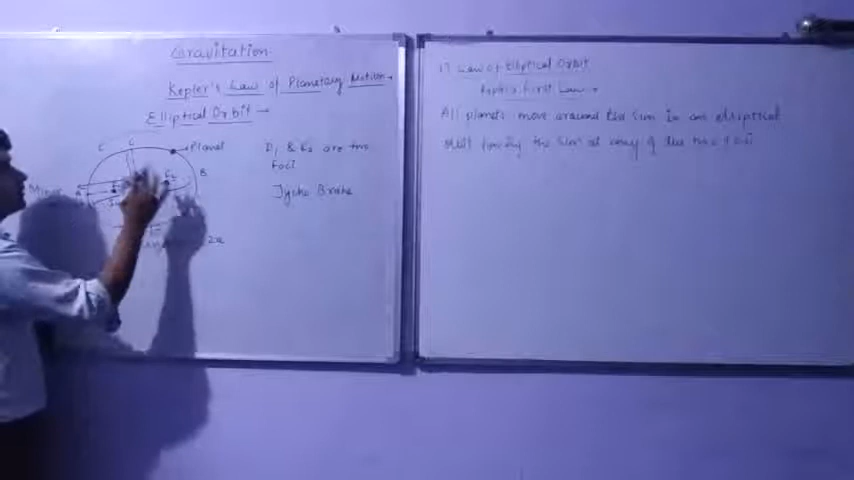 Gravitation
Kepler's Law of Planetary Motion
Elliptical Orbit
C C
Planet
B
A
2a
F₁ & F₂ are two
foci
Tycho Brahe
1) Law of Elliptical Orbit
Kepler's First Law
All planets move around the sun in an elliptical
orbit having the sun at any of the two foci